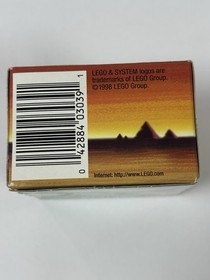 LEGO & SYSTEM logos are
trademarks of LEGO Group.
©1998 LEGO Group.
0 42884 03039 1
Internet: http://www.LEGO.com